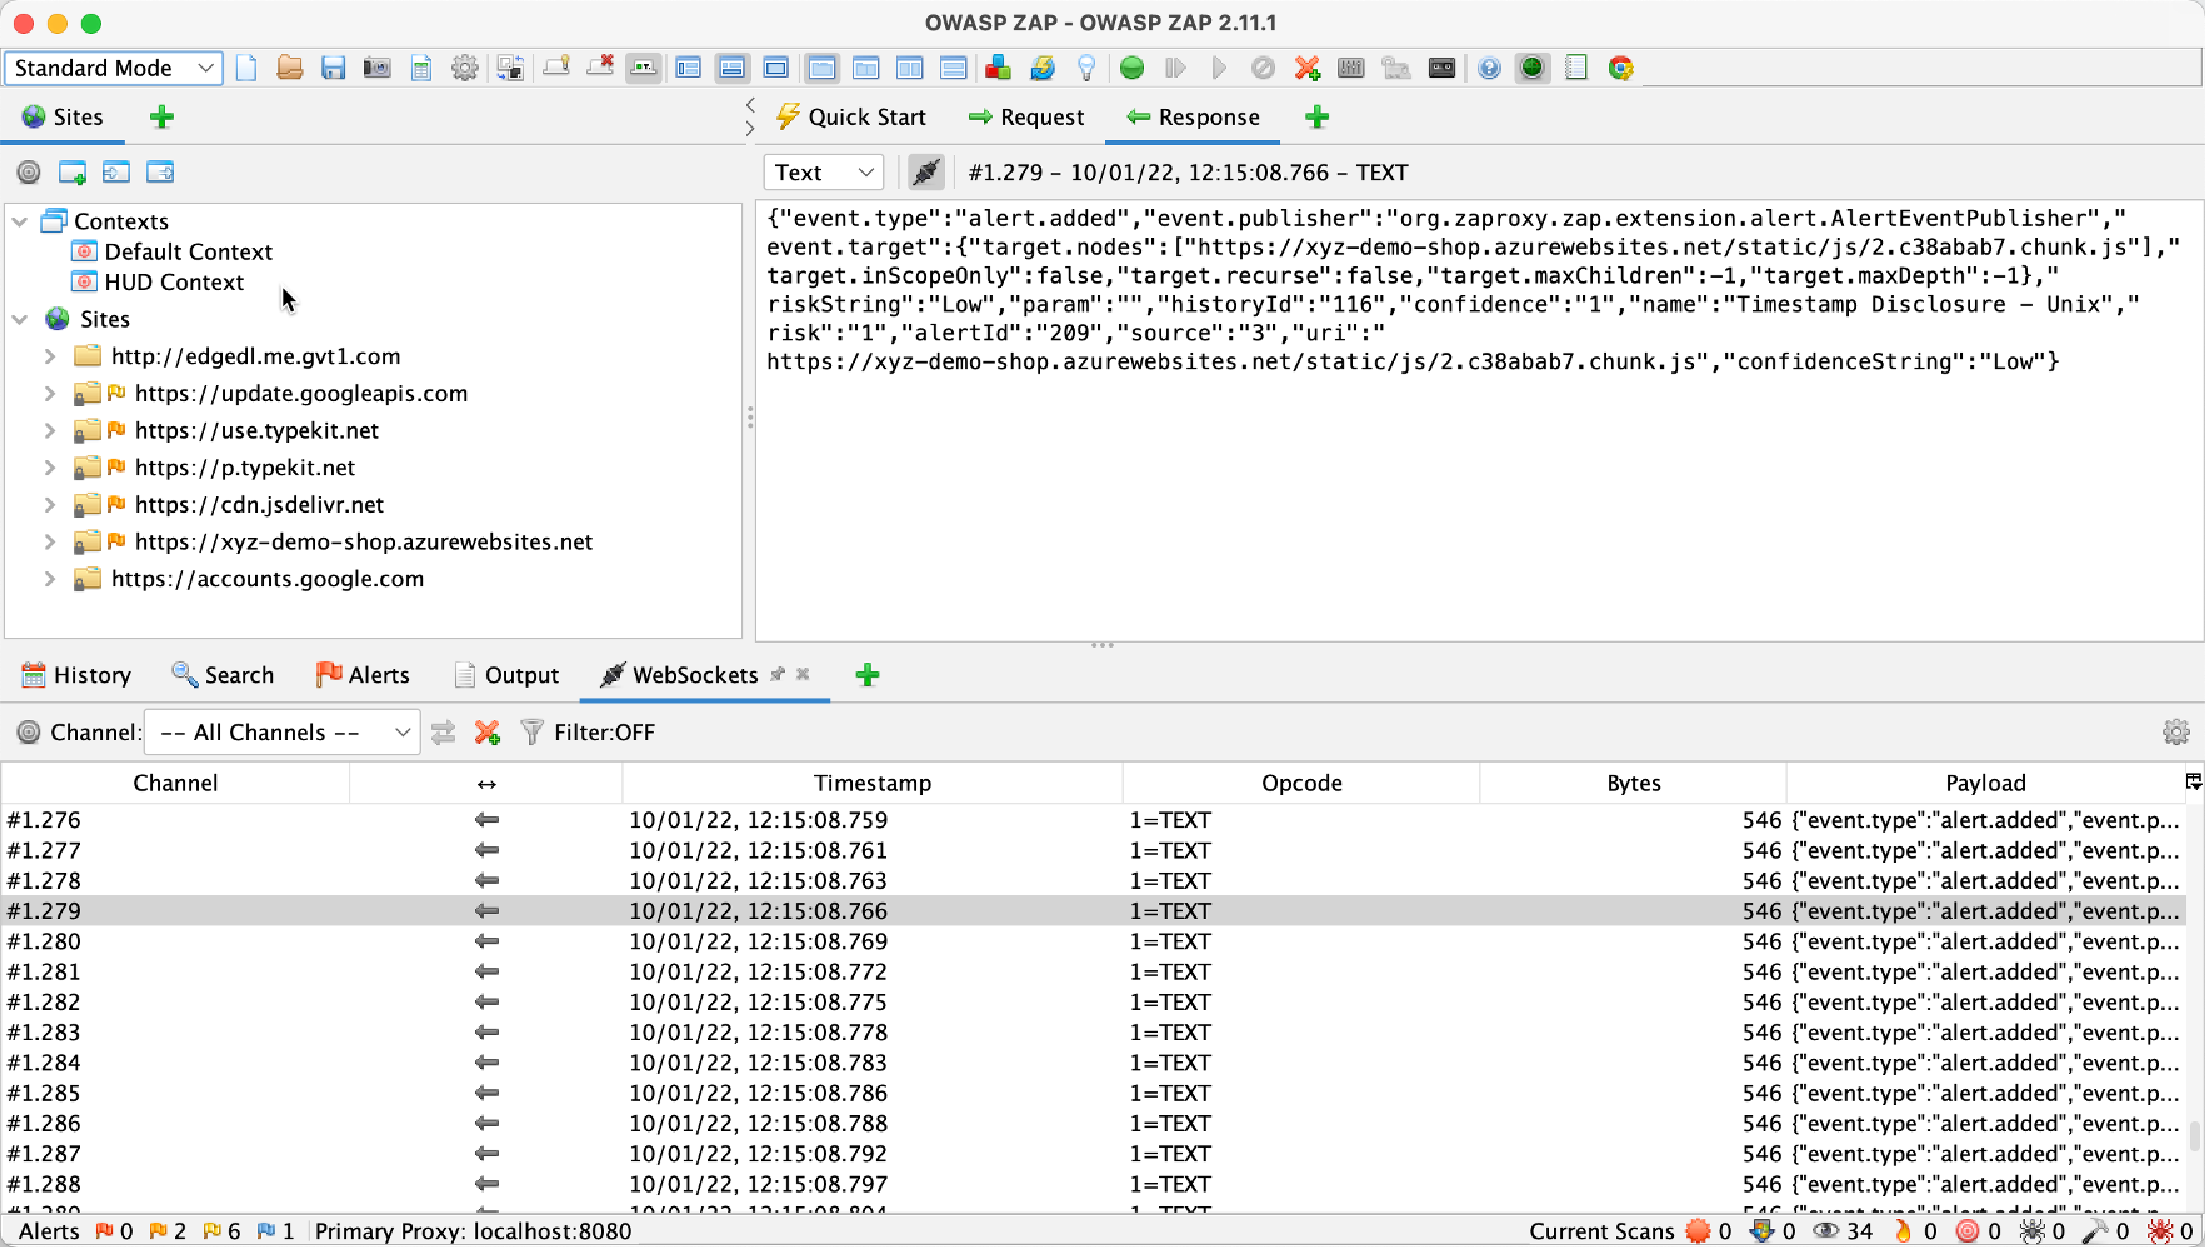 OWASP ZAP - OWASP ZAP 2.11.1
Standard Mode
Sites
Quick Start
Request
Response
Text
#1.279 – 10/01/22, 12:15:08.766 – TEXT
Contexts
Default Context
HUD Context
Sites
http://edgedl.me.gvt1.com
https://update.googleapis.com
https://use.typekit.net
https://p.typekit.net
https://cdn.jsdelivr.net
https://xyz-demo-shop.azurewebsites.net
https://accounts.google.com
{"event.type":"alert.added","event.publisher":"org.zaproxy.zap.extension.alert.AlertEventPublisher","
event.target":{"target.nodes":["https://xyz-demo-shop.azurewebsites.net/static/js/2.c38abab7.chunk.js"],"
target.inScopeOnly":false,"target.recurse":false,"target.maxChildren":-1,"target.maxDepth":-1},"
riskString":"Low","param":"","historyId":"116","confidence":"1","name":"Timestamp Disclosure - Unix","
risk":"1","alertId":"209","source":"3","uri":"
https://xyz-demo-shop.azurewebsites.net/static/js/2.c38abab7.chunk.js","confidenceString":"Low"}
History
Search
Alerts
Output
WebSockets
Channel: -- All Channels -- Filter:OFF
Channel ↔ Timestamp Opcode Bytes Payload
#1.276 10/01/22, 12:15:08.759 1=TEXT 546 {"event.type":"alert.added","event.p...
#1.277 10/01/22, 12:15:08.761 1=TEXT 546 {"event.type":"alert.added","event.p...
#1.278 10/01/22, 12:15:08.763 1=TEXT 546 {"event.type":"alert.added","event.p...
#1.279 10/01/22, 12:15:08.766 1=TEXT 546 {"event.type":"alert.added","event.p...
#1.280 10/01/22, 12:15:08.769 1=TEXT 546 {"event.type":"alert.added","event.p...
#1.281 10/01/22, 12:15:08.772 1=TEXT 546 {"event.type":"alert.added","event.p...
#1.282 10/01/22, 12:15:08.775 1=TEXT 546 {"event.type":"alert.added","event.p...
#1.283 10/01/22, 12:15:08.778 1=TEXT 546 {"event.type":"alert.added","event.p...
#1.284 10/01/22, 12:15:08.783 1=TEXT 546 {"event.type":"alert.added","event.p...
#1.285 10/01/22, 12:15:08.786 1=TEXT 546 {"event.type":"alert.added","event.p...
#1.286 10/01/22, 12:15:08.788 1=TEXT 546 {"event.type":"alert.added","event.p...
#1.287 10/01/22, 12:15:08.792 1=TEXT 546 {"event.type":"alert.added","event.p...
#1.288 10/01/22, 12:15:08.797 1=TEXT 546 {"event.type":"alert.added","event.p...
Alerts 0 2 6 1 Primary Proxy: localhost:8080 Current Scans 0 0 34 0 0 0 0 0